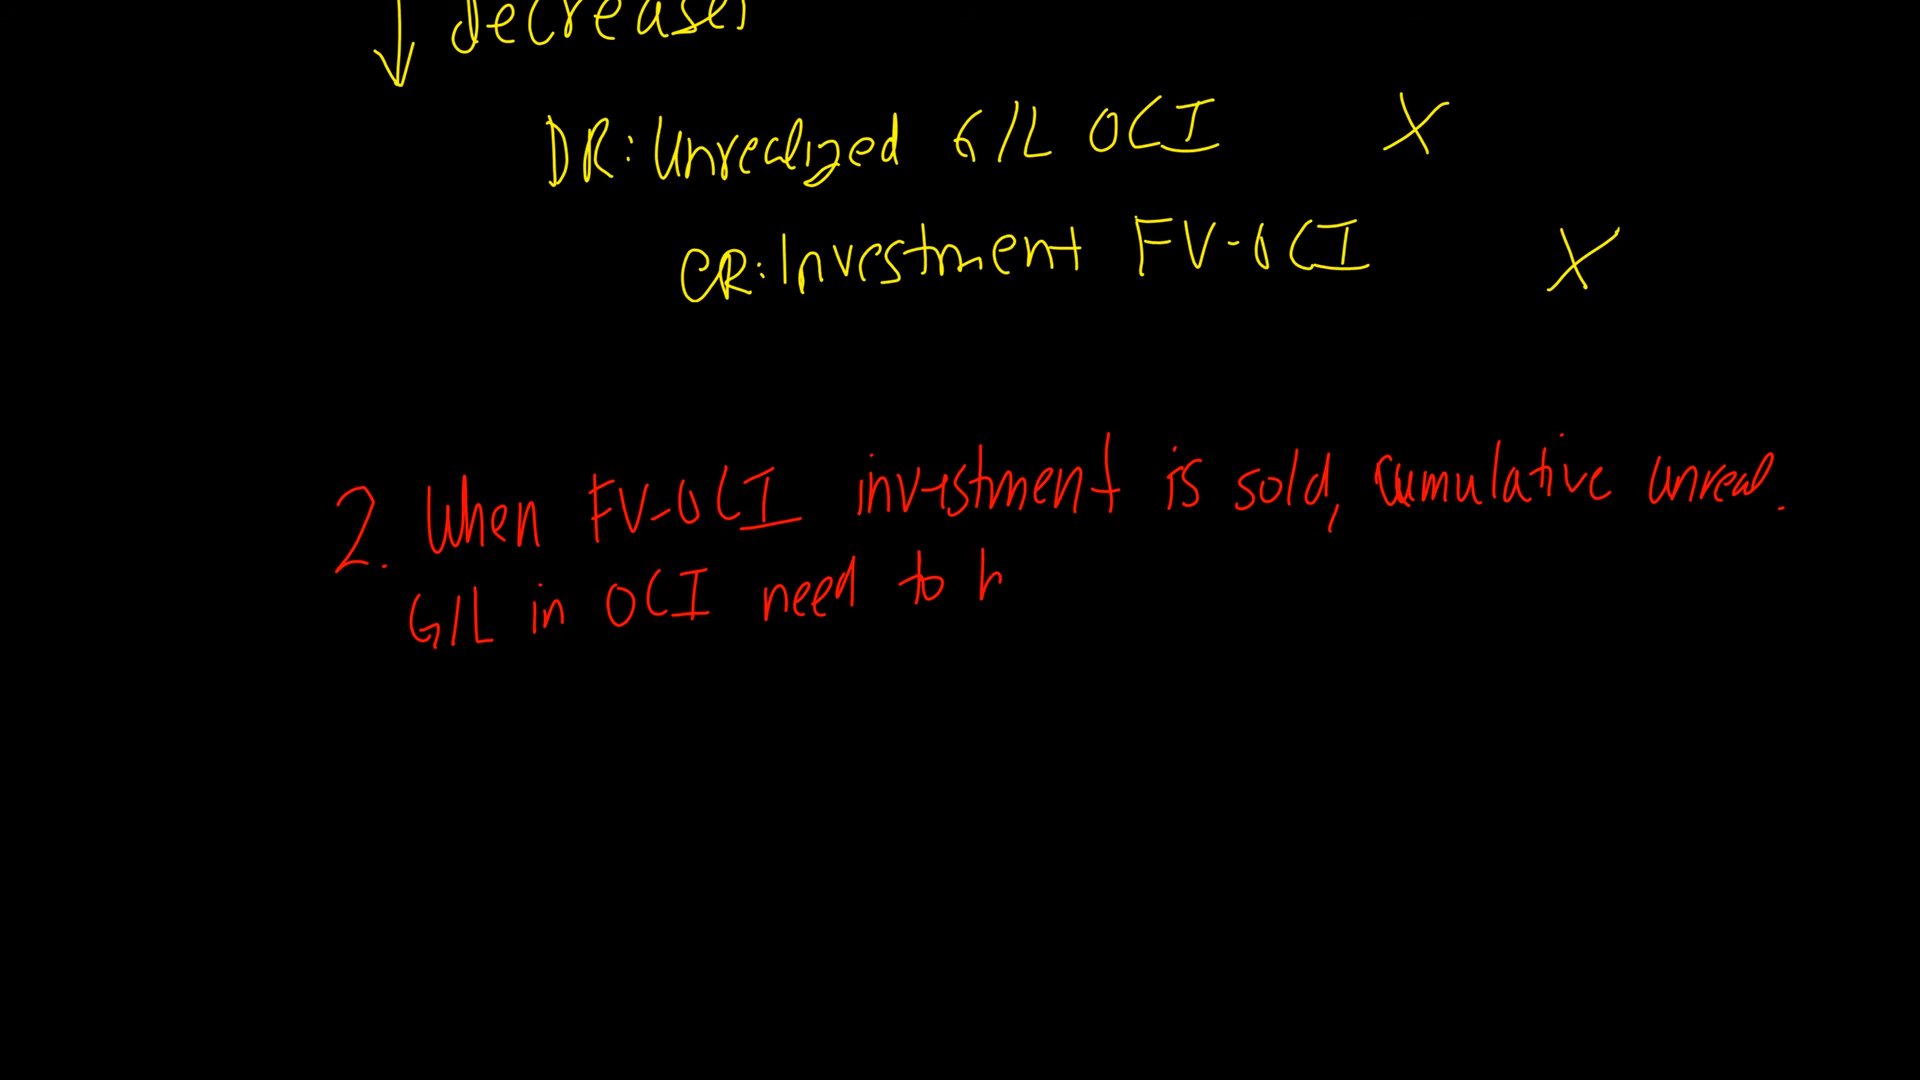 ↓ decreases
DR: Unrealized G/L OCI X
CR: Investment FV-OCI X
2. When FV-OCI investment is sold, cumulative unreal.
G/L in OCI need to